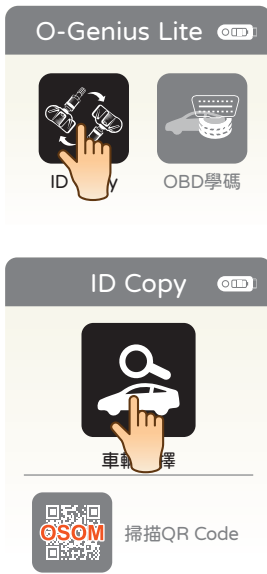 O-Genius Lite
ID
y
OBD學碼
ID Copy
車輛 擇
OSOM
掃描QR Code